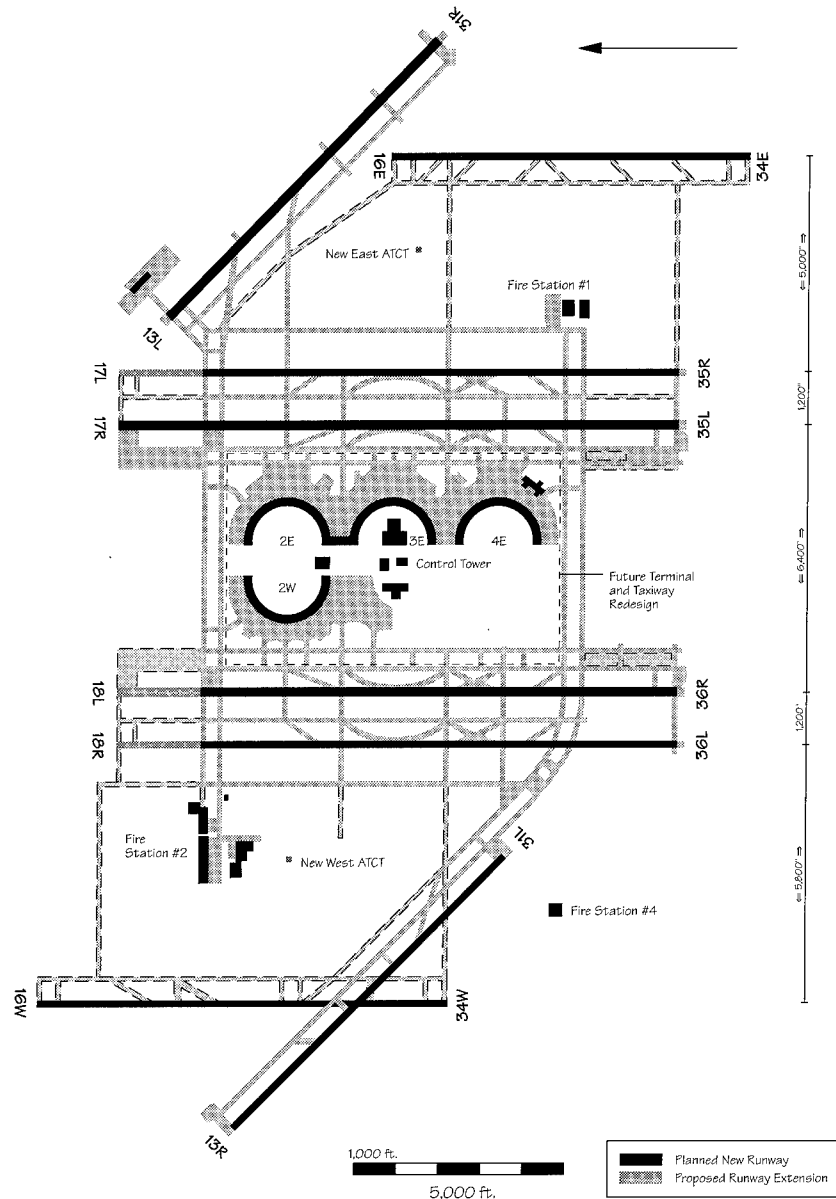 31R
16E
34E
New East ATCT
⇐ 5,000" ⇒
Fire Station #1
13L
17L
35R
1,200"
17R
35L
2E
3E
4E
Control Tower
2W
⇐ 6,400" ⇒
Future Terminal
and Taxiway
Redesign
18L
36R
1,200"
18R
36L
31L
Fire
Station #2
New West ATCT
⇐ 5,800" ⇒
Fire Station #4
16W
34W
13R
1,000 ft.
5,000 ft.
Planned New Runway
Proposed Runway Extension